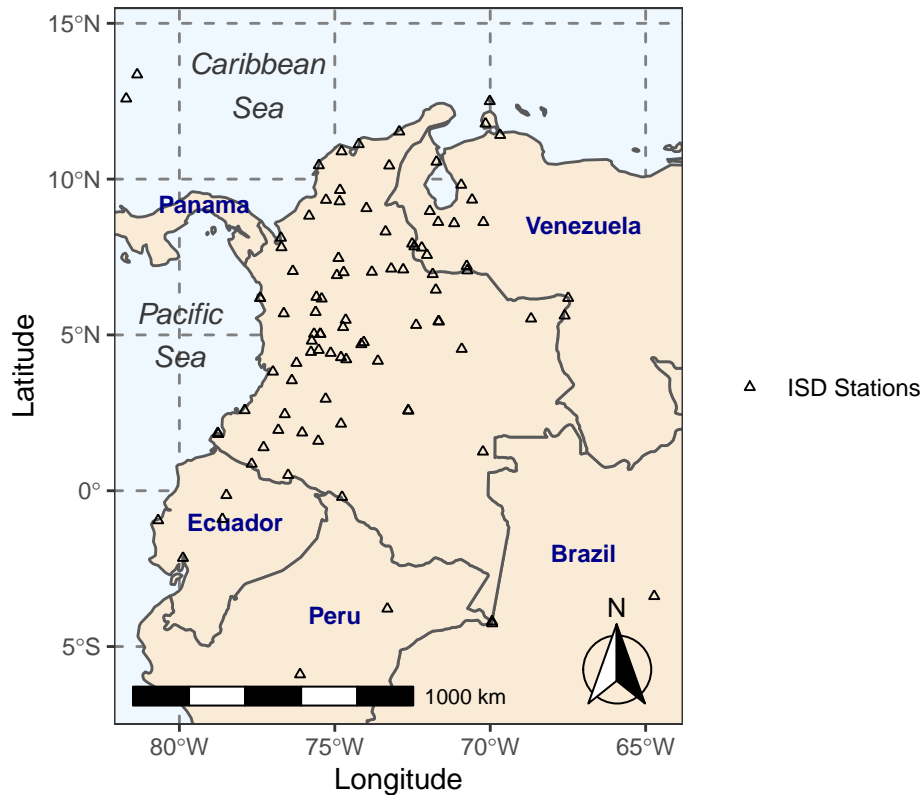 15°N
10°N
5°N
0°
5°S
Latitude
Caribbean
Sea
Panama
Venezuela
Pacific
Sea
ISD Stations
Ecuador
Brazil
Peru
N
1000 km
80°W
75°W
70°W
65°W
Longitude